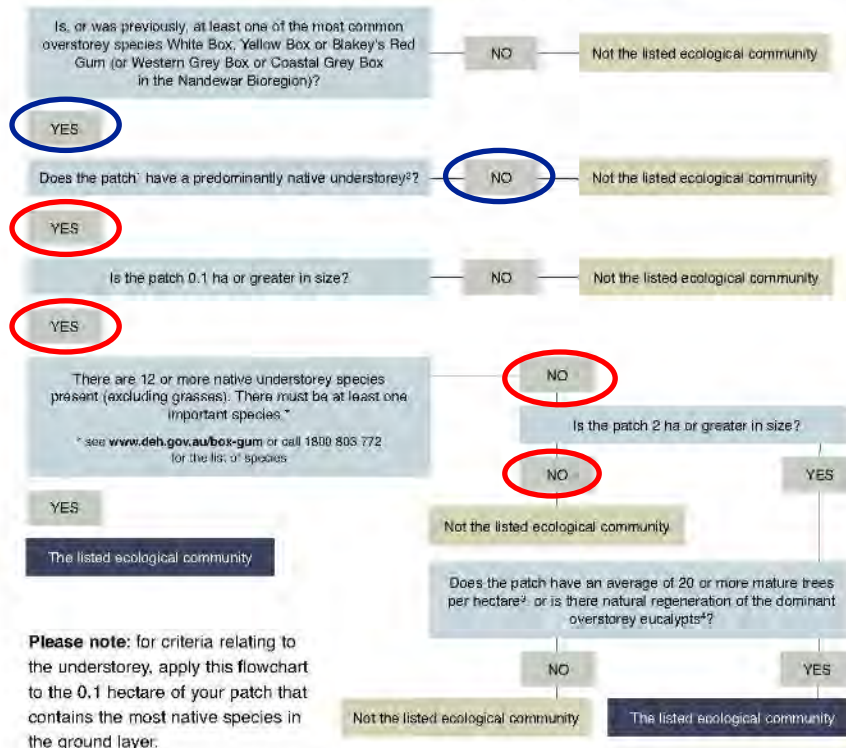 Is, or was previously, at least one of the most common
overstorey species White Box, Yellow Box or Blakey's Red
Gum (or Western Grey Box or Coastal Grey Box
in the Nandewar Bioregion)?
NO
Not the listed ecological community
YES
Does the patch¹ have a predominantly native understorey²?
NO
Not the listed ecological community
YES
Is the patch 0.1 ha or greater in size?
NO
Not the listed ecological community
YES
There are 12 or more native understorey species
present (excluding grasses). There must be at least one
important species *
* see www.deh.gov.au/box-gum or call 1800 803 772
for the list of species
NO
Is the patch 2 ha or greater in size?
NO
YES
YES
Not the listed ecological community
The listed ecological community
Does the patch have an average of 20 or more mature trees
per hectare³, or is there natural regeneration of the dominant
overstorey eucalypts⁴?
NO
YES
Not the listed ecological community
The listed ecological community
Please note: for criteria relating to
the understorey, apply this flowchart
to the 0.1 hectare of your patch that
contains the most native species in
the ground layer.